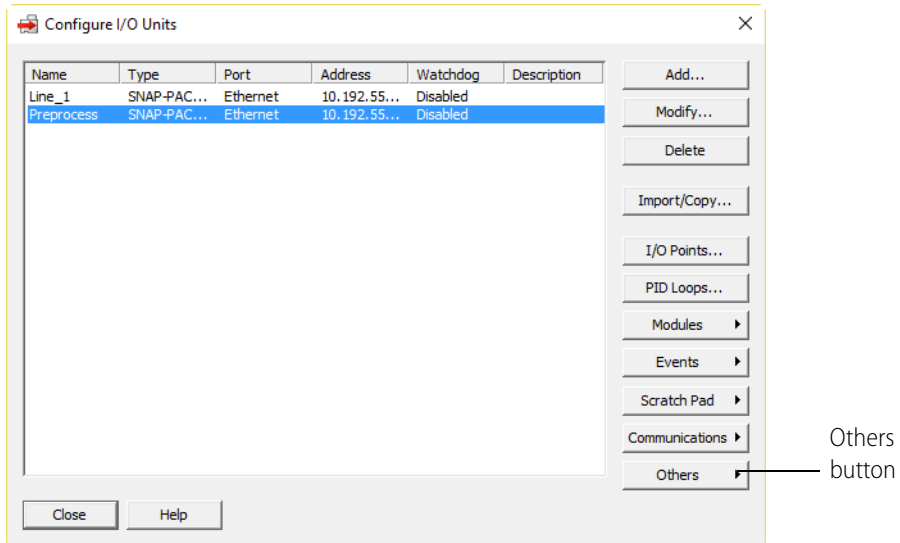 Configure I/O Units
Name Type Port Address Watchdog Description
Line_1 SNAP-PAC... Ethernet 10.192.55... Disabled
Preprocess SNAP-PAC... Ethernet 10.192.55... Disabled
Add...
Modify...
Delete
Import/Copy...
I/O Points...
PID Loops...
Modules
Events
Scratch Pad
Communications
Others
Others
button
Close Help